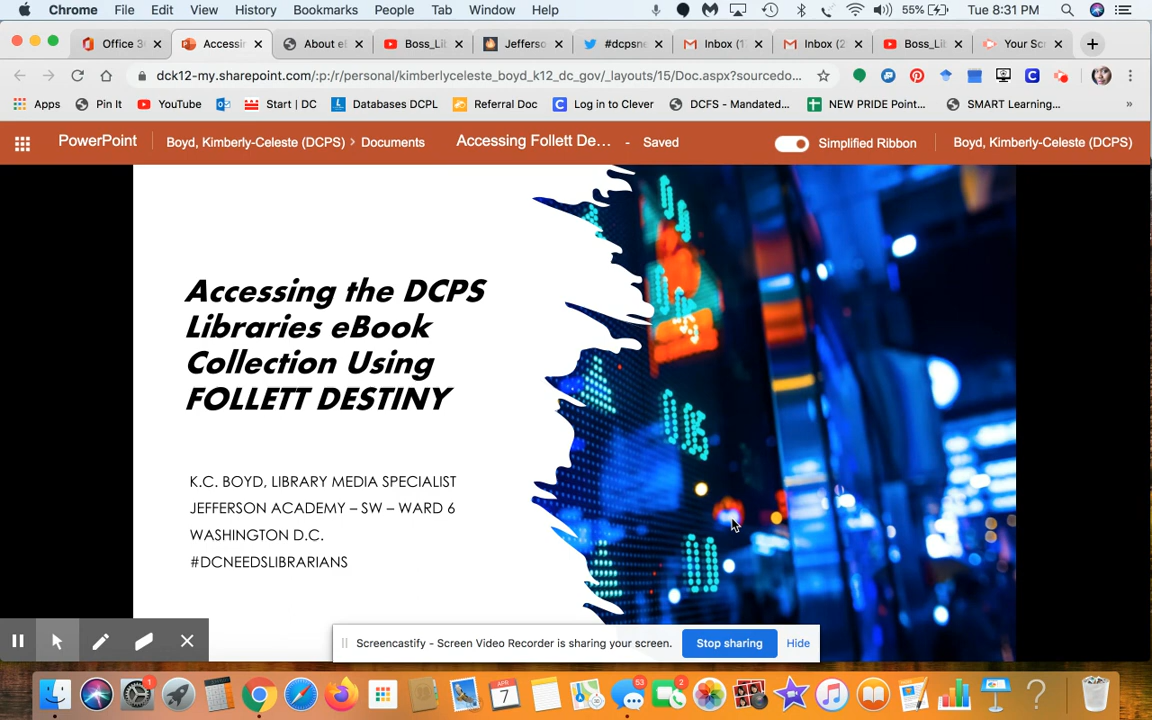 Chrome File Edit View History Bookmarks People Tab Window Help 55% Tue 8:31 PM
Office 3 Accessin About e Boss_Li Jefferso #dcpsn Inbox (1 Inbox (2 Boss_Li Your Sc
dck12-my.sharepoint.com/:p:/r/personal/kimberlyceleste_boyd_k12_dc_gov/_layouts/15/Doc.aspx?sourcedo...
Apps Pin It YouTube Start | DC Databases DCPL Referral Doc Log in to Clever DCFS - Mandated... NEW PRIDE Point... SMART Learning... »
PowerPoint Boyd, Kimberly-Celeste (DCPS) > Documents Accessing Follett De... - Saved Simplified Ribbon Boyd, Kimberly-Celeste (DCPS)
Accessing the DCPS
Libraries eBook
Collection Using
FOLLETT DESTINY
K.C. BOYD, LIBRARY MEDIA SPECIALIST
JEFFERSON ACADEMY – SW – WARD 6
WASHINGTON D.C.
#DCNEEDSLIBRARIANS
Screencastify - Screen Video Recorder is sharing your screen. Stop sharing Hide
1 APR 7 53 2